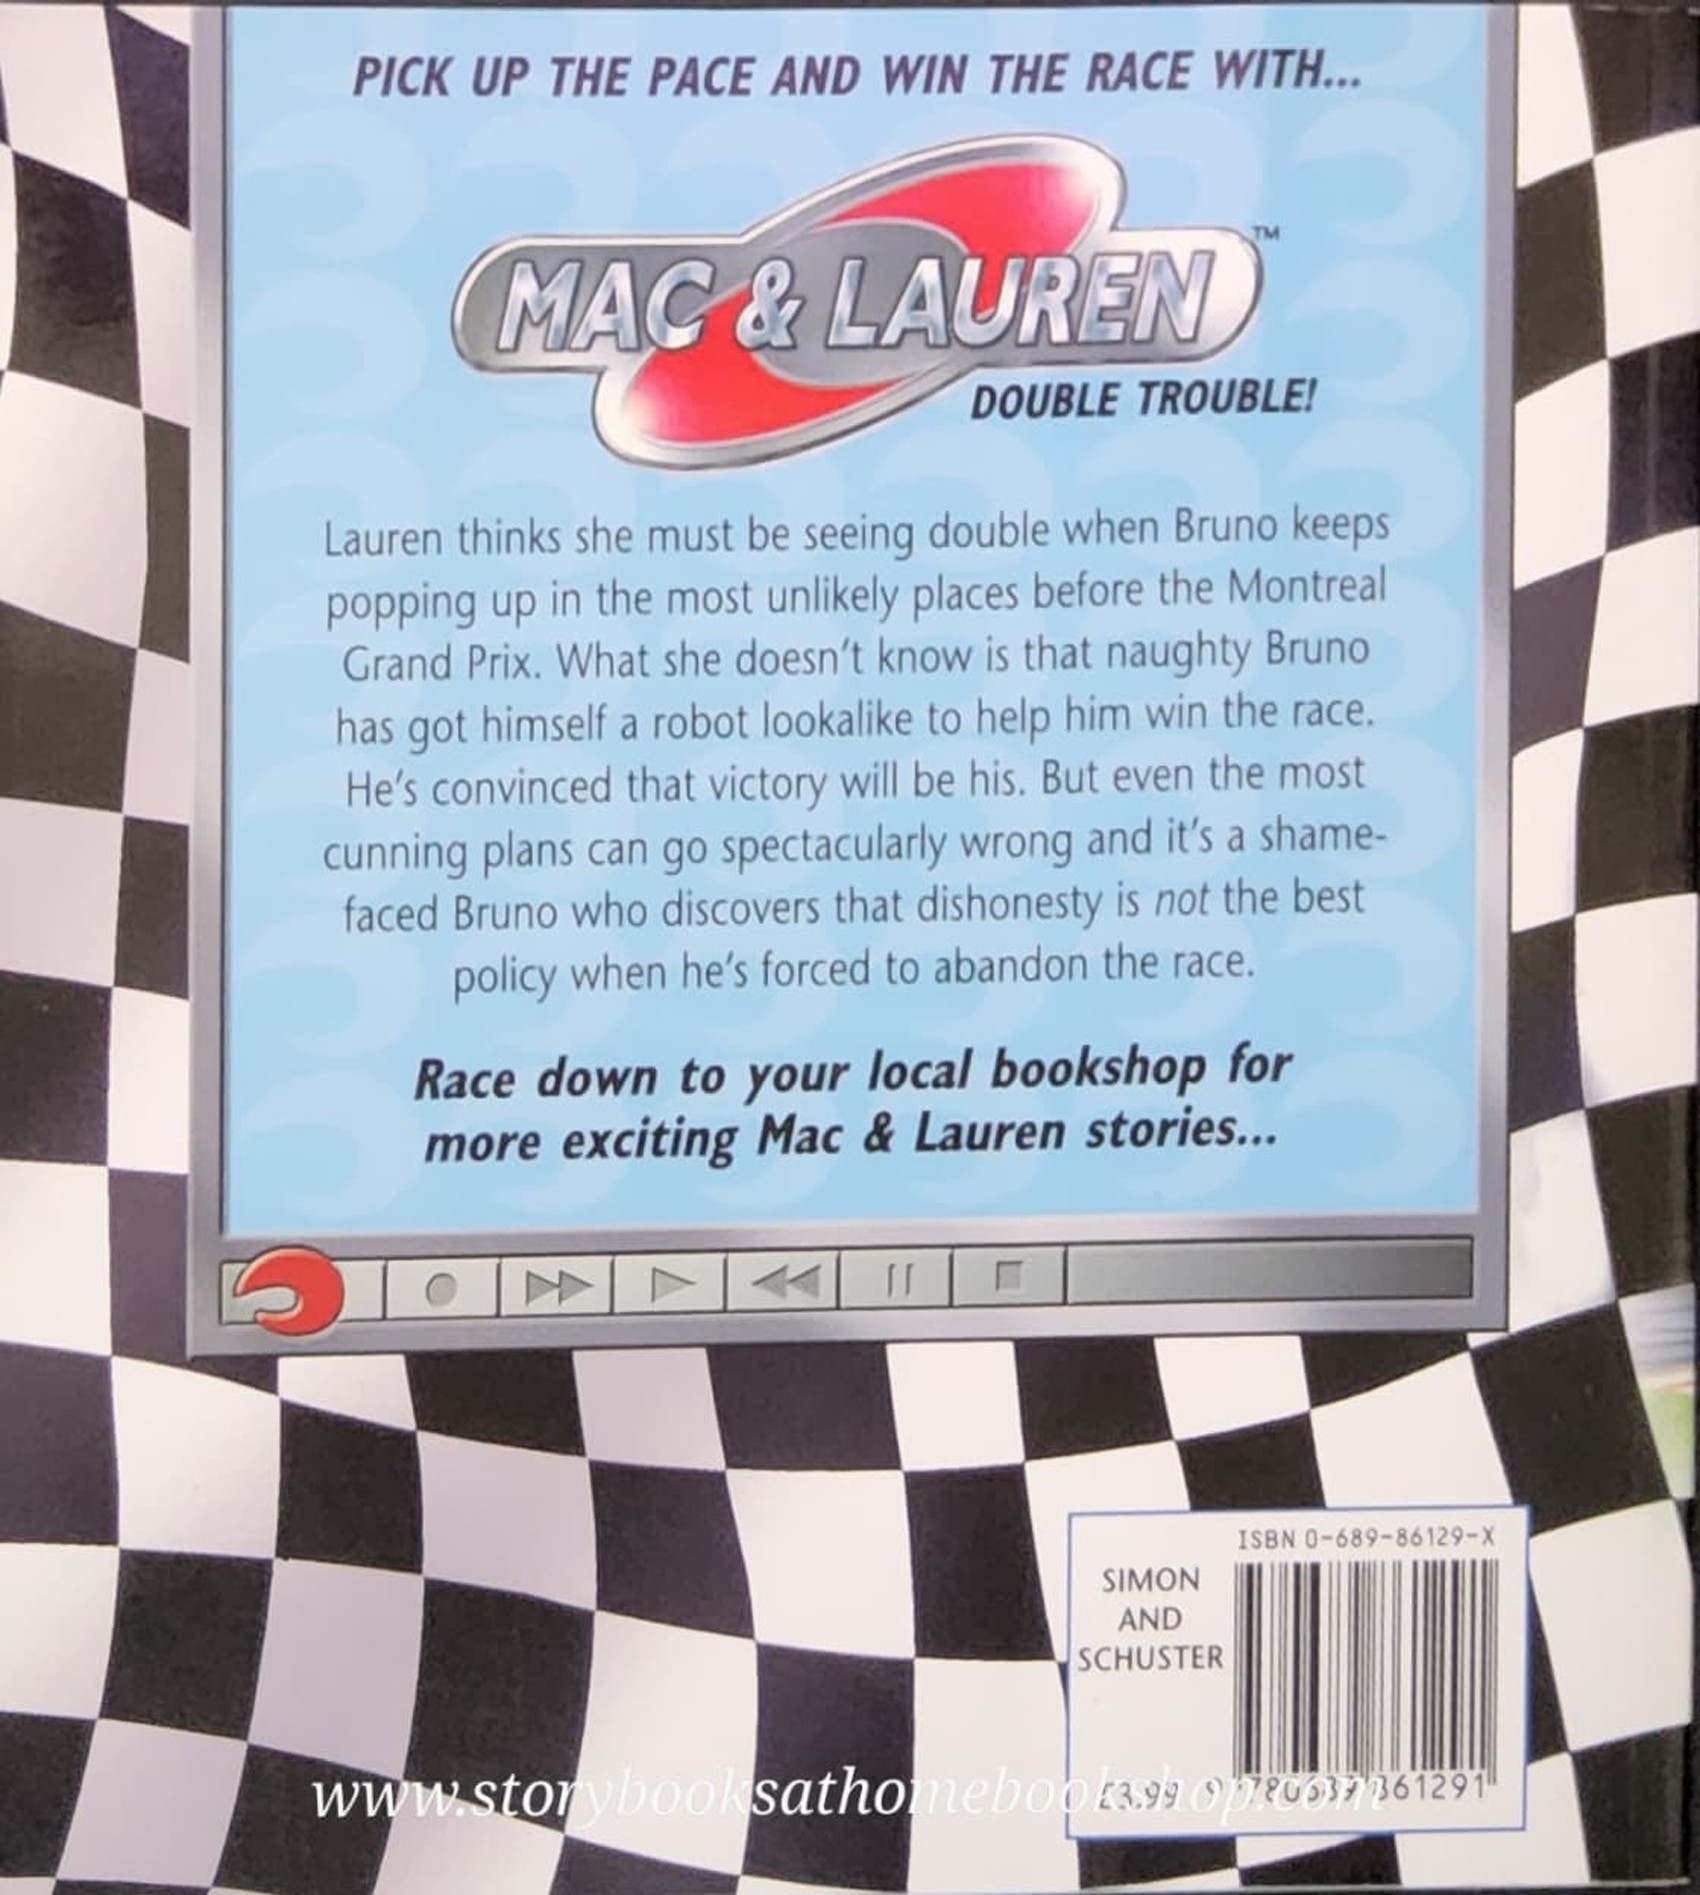 PICK UP THE PACE AND WIN THE RACE WITH...
MAC & LAUREN™
DOUBLE TROUBLE!
Lauren thinks she must be seeing double when Bruno keeps
popping up in the most unlikely places before the Montreal
Grand Prix. What she doesn't know is that naughty Bruno
has got himself a robot lookalike to help him win the race.
He's convinced that victory will be his. But even the most
cunning plans can go spectacularly wrong and it's a shame-
faced Bruno who discovers that dishonesty is not the best
policy when he's forced to abandon the race.
Race down to your local bookshop for
more exciting Mac & Lauren stories...
ISBN 0-689-86129-X
SIMON
AND
SCHUSTER
£3.99 9 780689 861291
www.storybooksathomebookshop.com